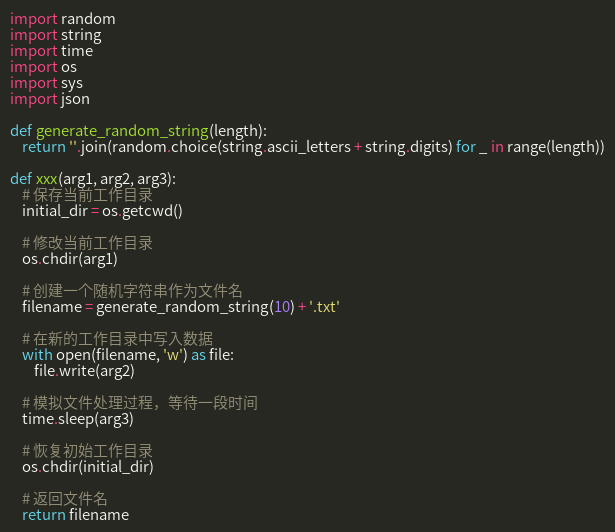 import random
import string
import time
import os
import sys
import json
def generate_random_string(length):
return ''.join(random.choice(string.ascii_letters + string.digits) for _ in range(length))
def xxx(arg1, arg2, arg3):
# 保存当前工作目录
initial_dir = os.getcwd()
# 修改当前工作目录
os.chdir(arg1)
# 创建一个随机字符串作为文件名
filename = generate_random_string(10) + '.txt'
# 在新的工作目录中写入数据
with open(filename, 'w') as file:
file.write(arg2)
# 模拟文件处理过程，等待一段时间
time.sleep(arg3)
# 恢复初始工作目录
os.chdir(initial_dir)
# 返回文件名
return filename